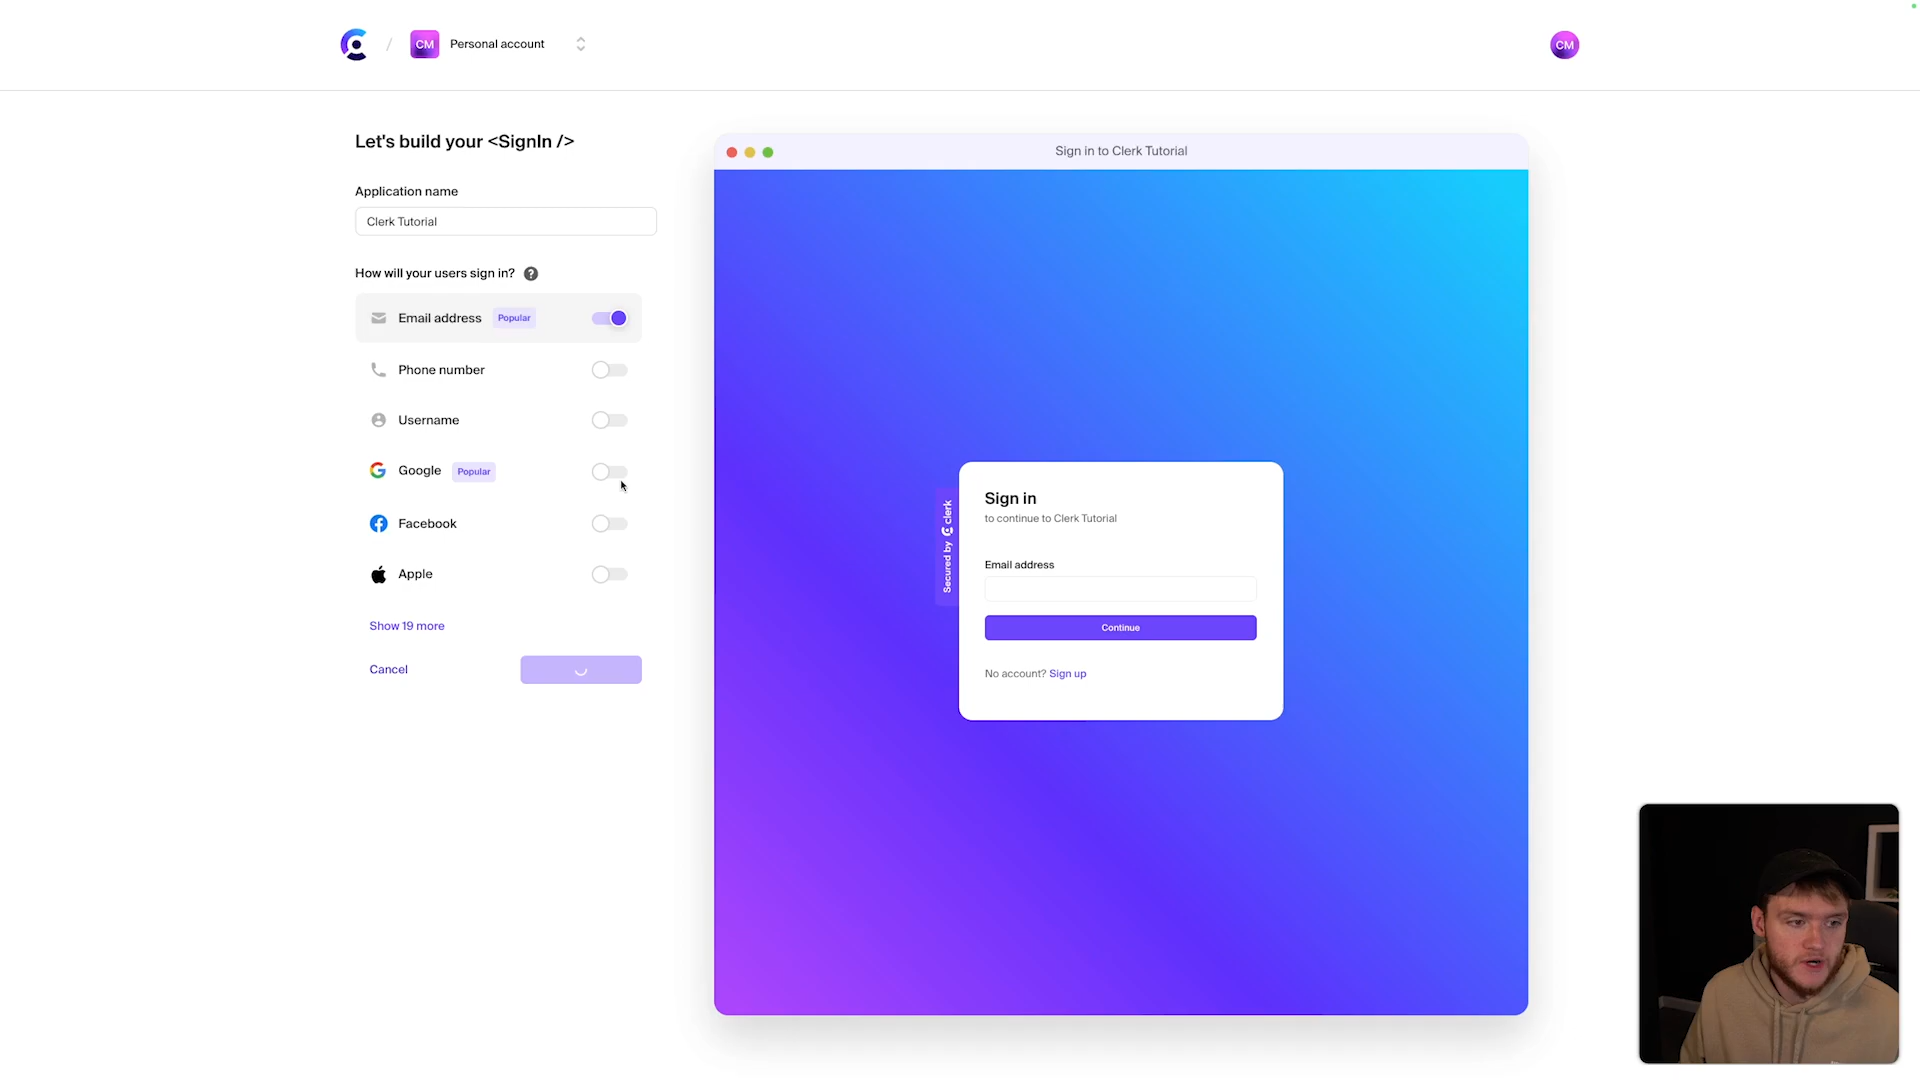 CM
Personal account
CM
Let's build your <SignIn />
Application name
Clerk Tutorial
How will your users sign in? ?
Email address Popular
Phone number
Username
Google Popular
Facebook
Apple
Show 19 more
Cancel
Sign in to Clerk Tutorial
Secured by clerk
Sign in
to continue to Clerk Tutorial
Email address
Continue
No account? Sign up